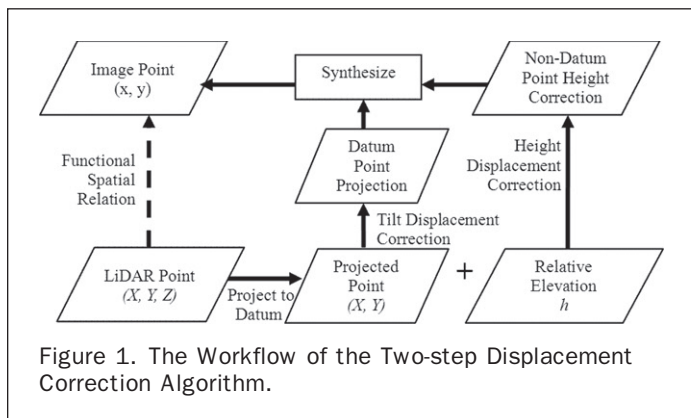 Image Point
(x, y)
Synthesize
Non-Datum
Point Height
Correction
Functional
Spatial
Relation
Datum
Point
Projection
Height
Displacement
Correction
Tilt Displacement
Correction
LiDAR Point
(X, Y, Z)
Project to
Datum
Projected
Point
(X, Y)
+
Relative
Elevation
h
Figure 1. The Workflow of the Two-step Displacement
Correction Algorithm.